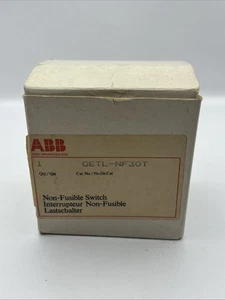 ABB
1 OETL-NF30T
Qty/Qté Cat. No./No. De Cat
Non-Fusible Switch
Interrupteur Non-Fusible
Lastschalter